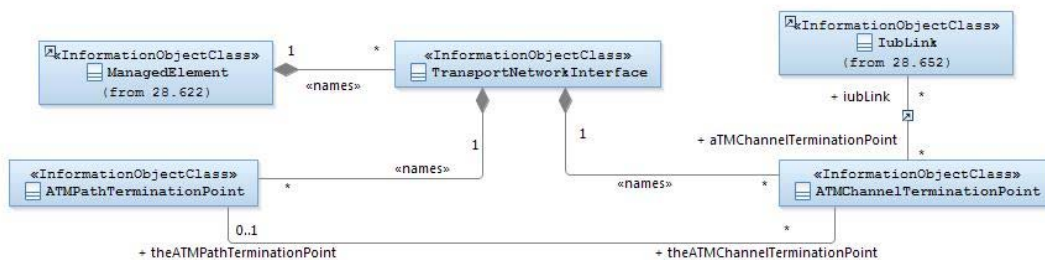 «InformationObjectClass»
ManagedElement
(from 28.622)
1
*
«names»
«InformationObjectClass»
TransportNetworkInterface
«InformationObjectClass»
IubLink
(from 28.652)
+ iubLink
*
+ aTMChannelTerminationPoint
*
1
«names»
*
1
«names»
*
«InformationObjectClass»
ATMPathTerminationPoint
«InformationObjectClass»
ATMChannelTerminationPoint
0..1
+ theATMPathTerminationPoint
*
+ theATMChannelTerminationPoint